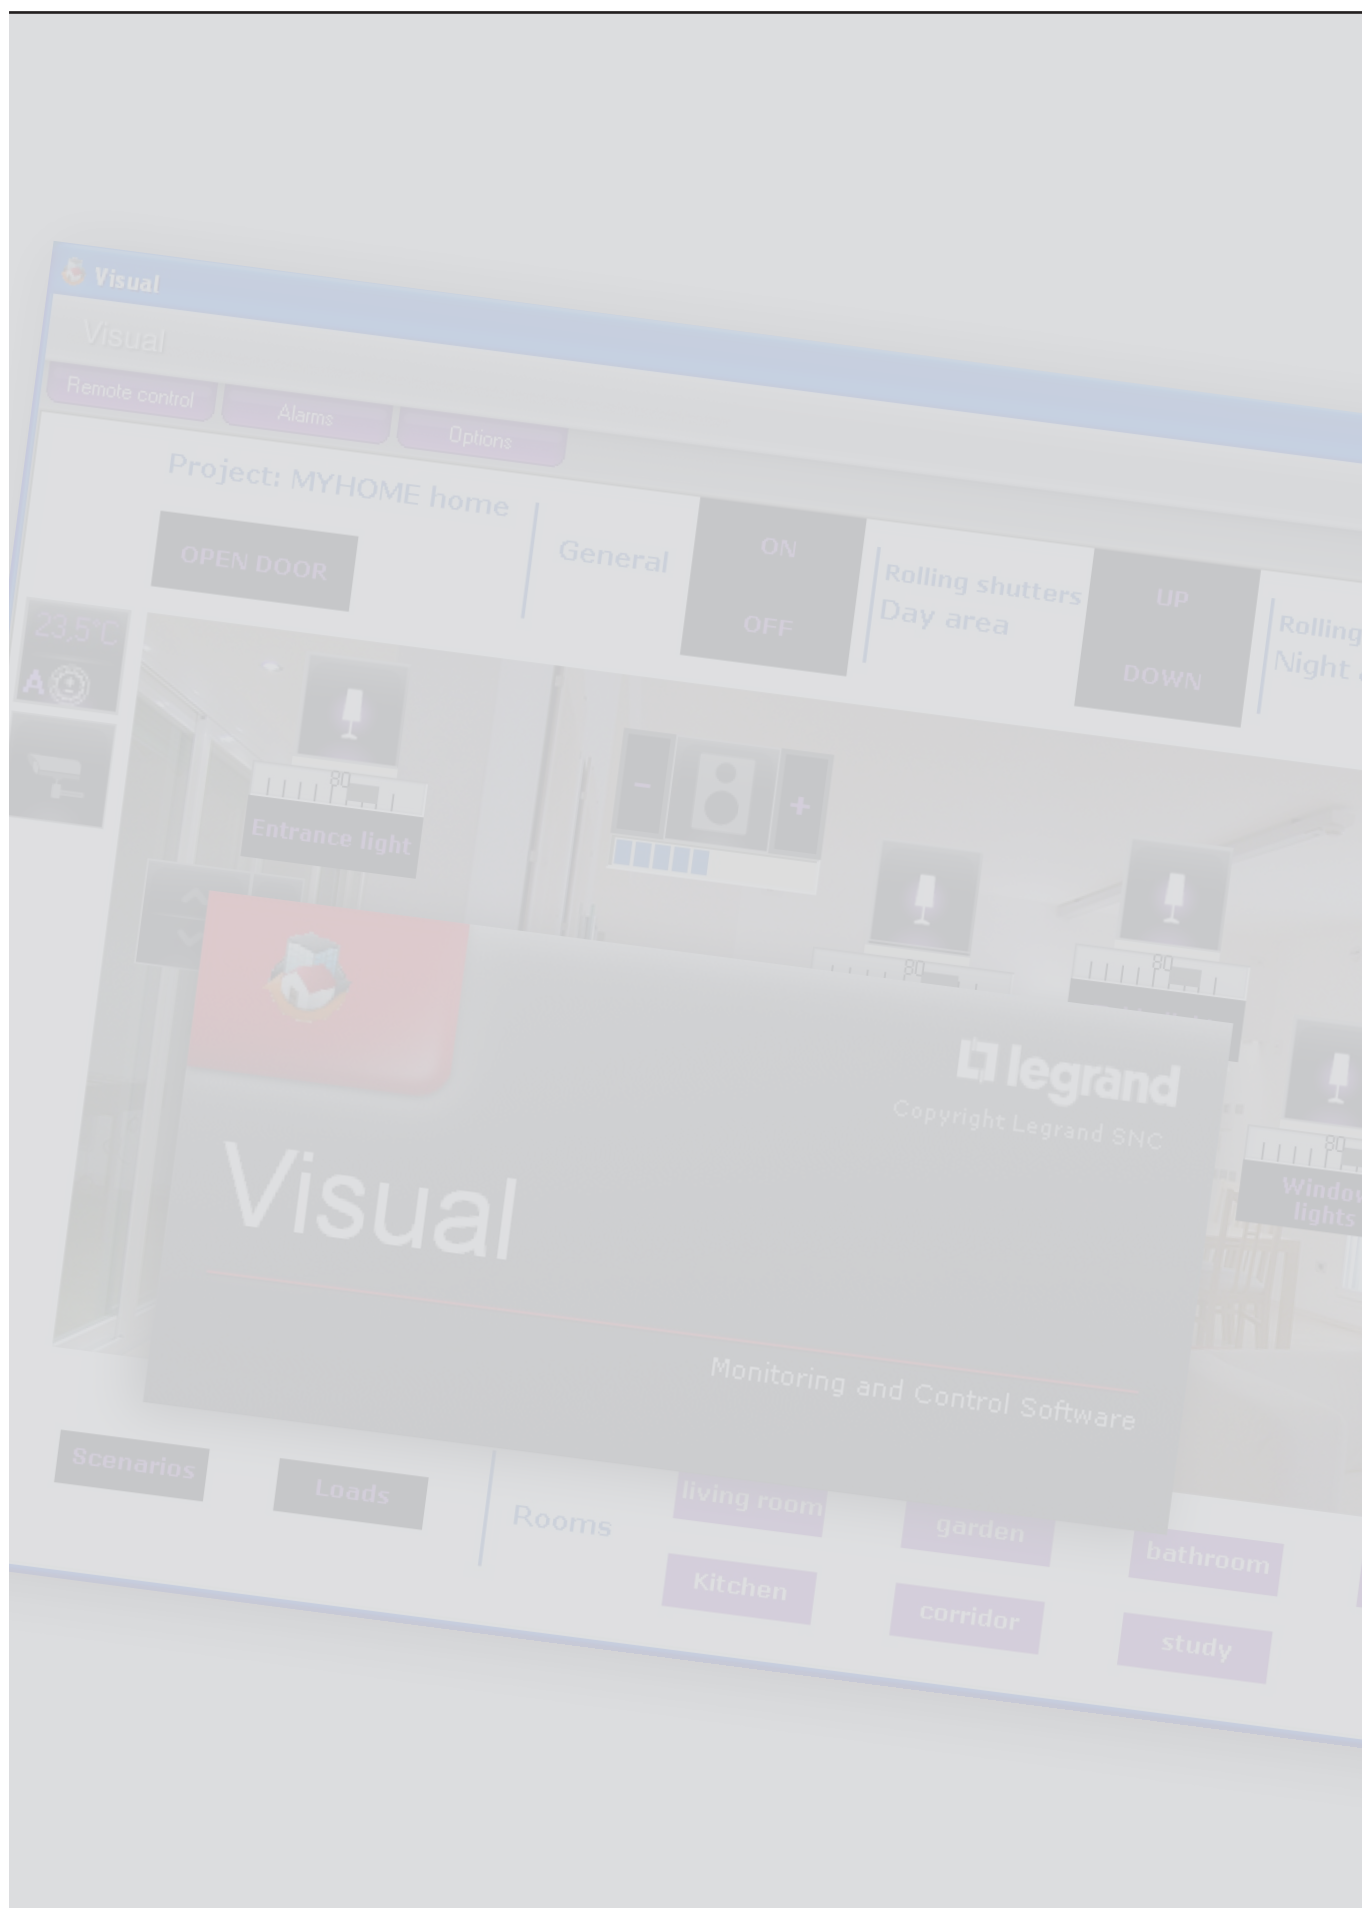 Visual
Visual
Remote control
Alarms
Options
Project: MYHOME home
OPEN DOOR
General
ON
OFF
Rolling shutters
Day area
UP
DOWN
Rolling
Night
23,5°C
A
80
Entrance light
-
+
80
80
80
lights
legrand
Copyright Legrand SNC
Visual
Monitoring and Control Software
Scenarios
Loads
Rooms
living room
garden
bathroom
Kitchen
corridor
study